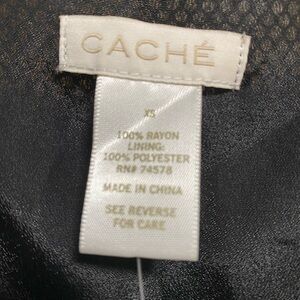 CACHÉ
XS
100% RAYON
LINING:
100% POLYESTER
RN# 74578
MADE IN CHINA
SEE REVERSE
FOR CARE